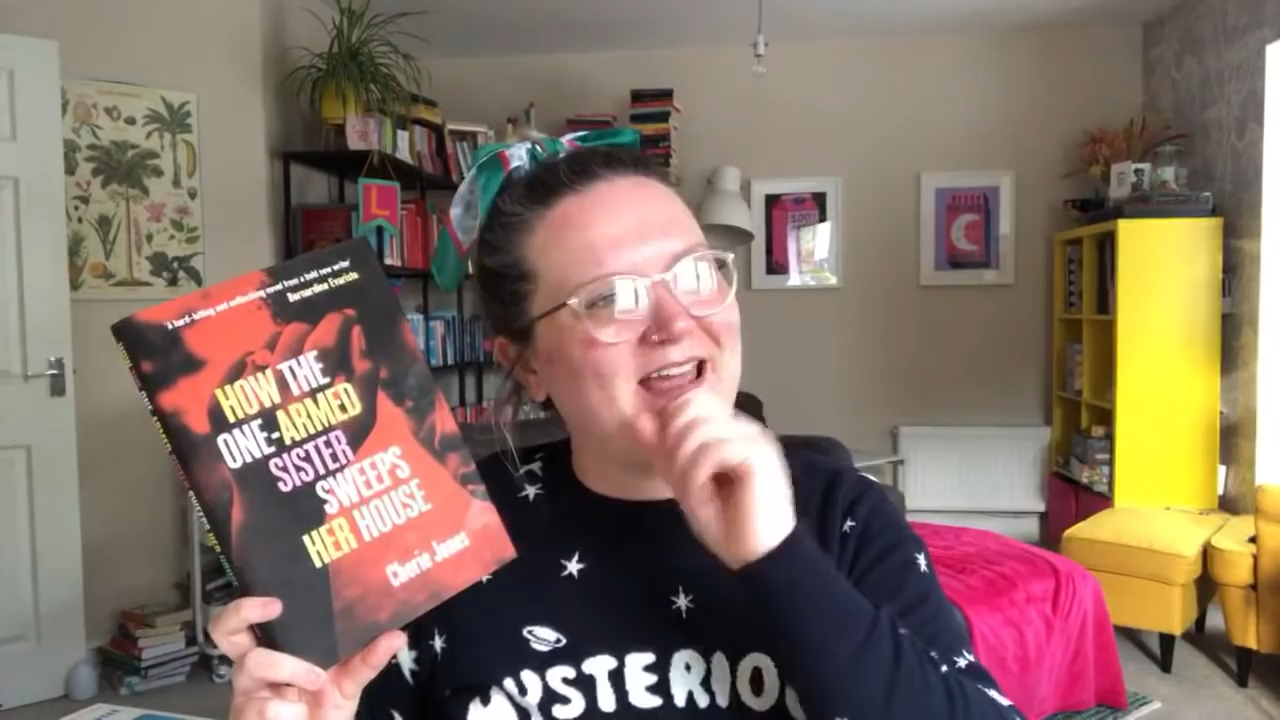 'A hard-hitting and unflinching novel from a bold new writer'
Bernardine Evaristo
HOW THE
ONE-ARMED
SISTER
SWEEPS
HER HOUSE
Cherie Jones
L
MYSTERIO